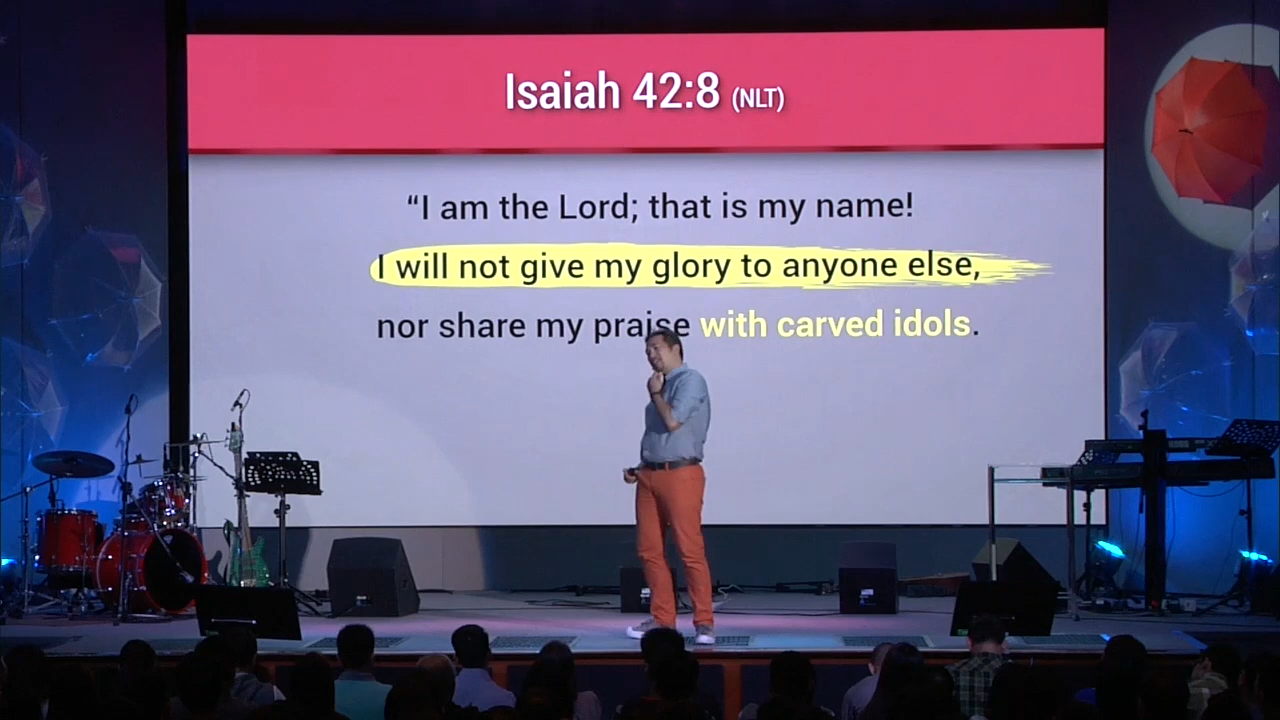 Isaiah 42:8 (NLT)
“I am the Lord; that is my name!
I will not give my glory to anyone else,
nor share my praise with carved idols.